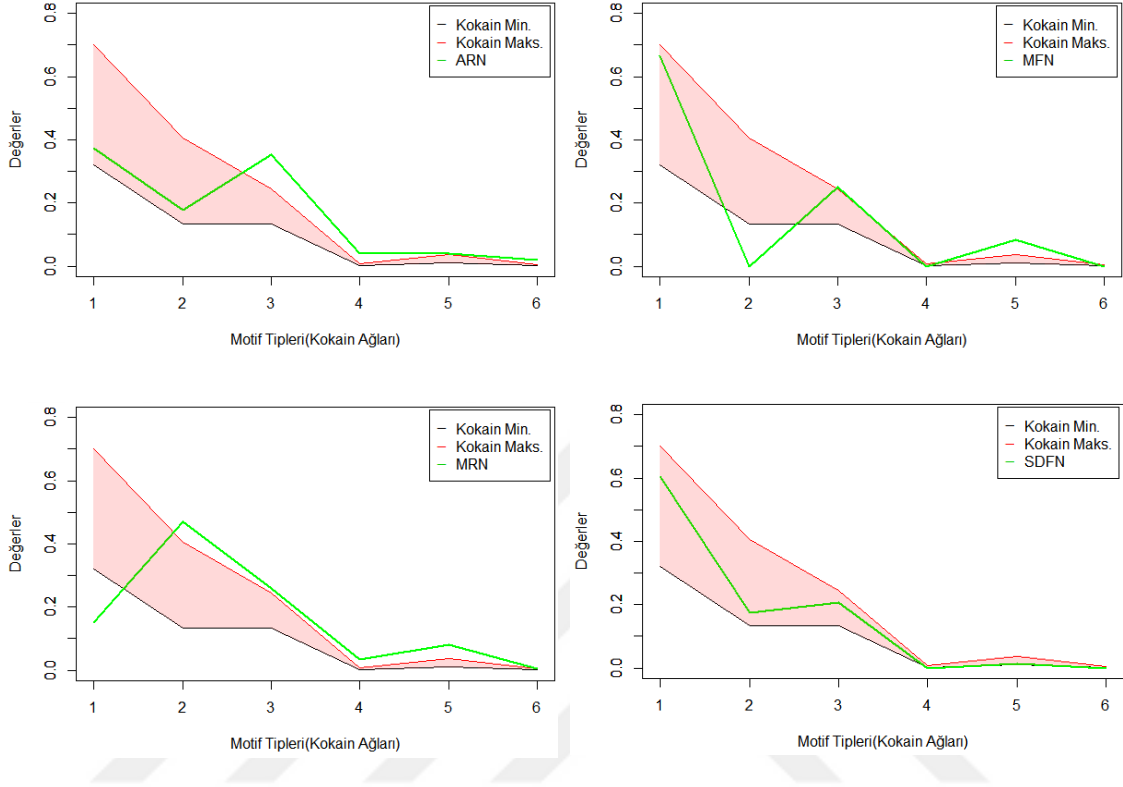 Kokain Min.
Kokain Maks.
ARN
Değerler
0.0 0.2 0.4 0.6 0.8
1 2 3 4 5 6
Motif Tipleri(Kokain Ağları)
Kokain Min.
Kokain Maks.
MFN
Değerler
0.0 0.2 0.4 0.6 0.8
1 2 3 4 5 6
Motif Tipleri(Kokain Ağları)
Kokain Min.
Kokain Maks.
MRN
Değerler
0.0 0.2 0.4 0.6 0.8
1 2 3 4 5 6
Motif Tipleri(Kokain Ağları)
Kokain Min.
Kokain Maks.
SDFN
Değerler
0.0 0.2 0.4 0.6 0.8
1 2 3 4 5 6
Motif Tipleri(Kokain Ağları)